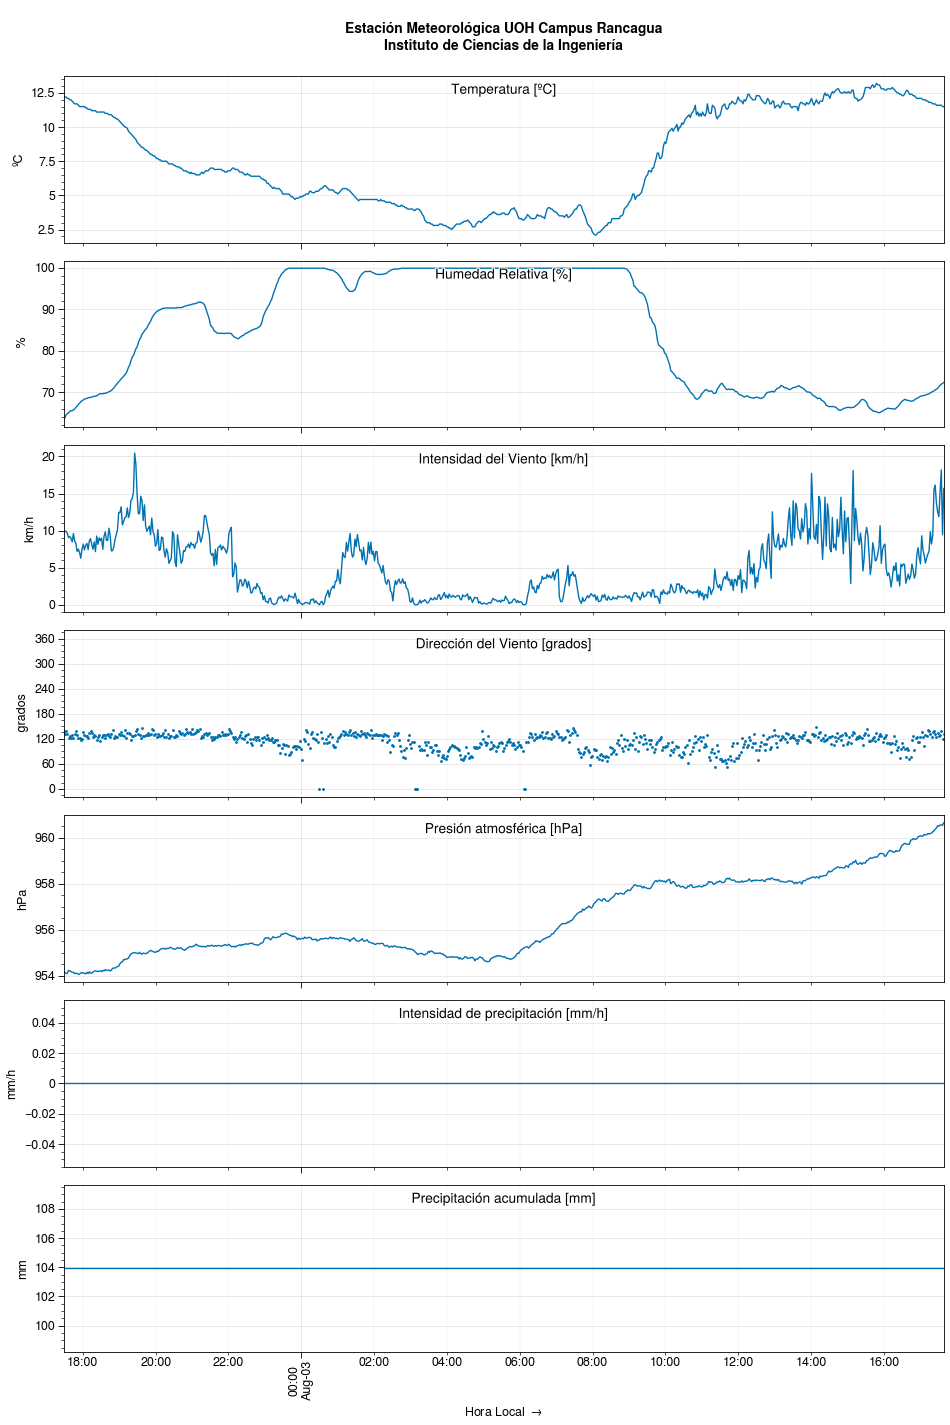 Estación Meteorológica UOH Campus Rancagua
Instituto de Ciencias de la Ingeniería
Temperatura [ºC]
ºC
12.5
10
7.5
5
2.5
Humedad Relativa [%]
%
100
90
80
70
Intensidad del Viento [km/h]
km/h
20
15
10
5
0
Dirección del Viento [grados]
grados
360
300
240
180
120
60
0
Presión atmosférica [hPa]
hPa
960
958
956
954
Intensidad de precipitación [mm/h]
mm/h
0.04
0.02
0
−0.02
−0.04
Precipitación acumulada [mm]
mm
108
106
104
102
100
18:00 20:00 22:00 00:00 02:00 04:00 06:00 08:00 10:00 12:00 14:00 16:00
Aug-03
Hora Local →